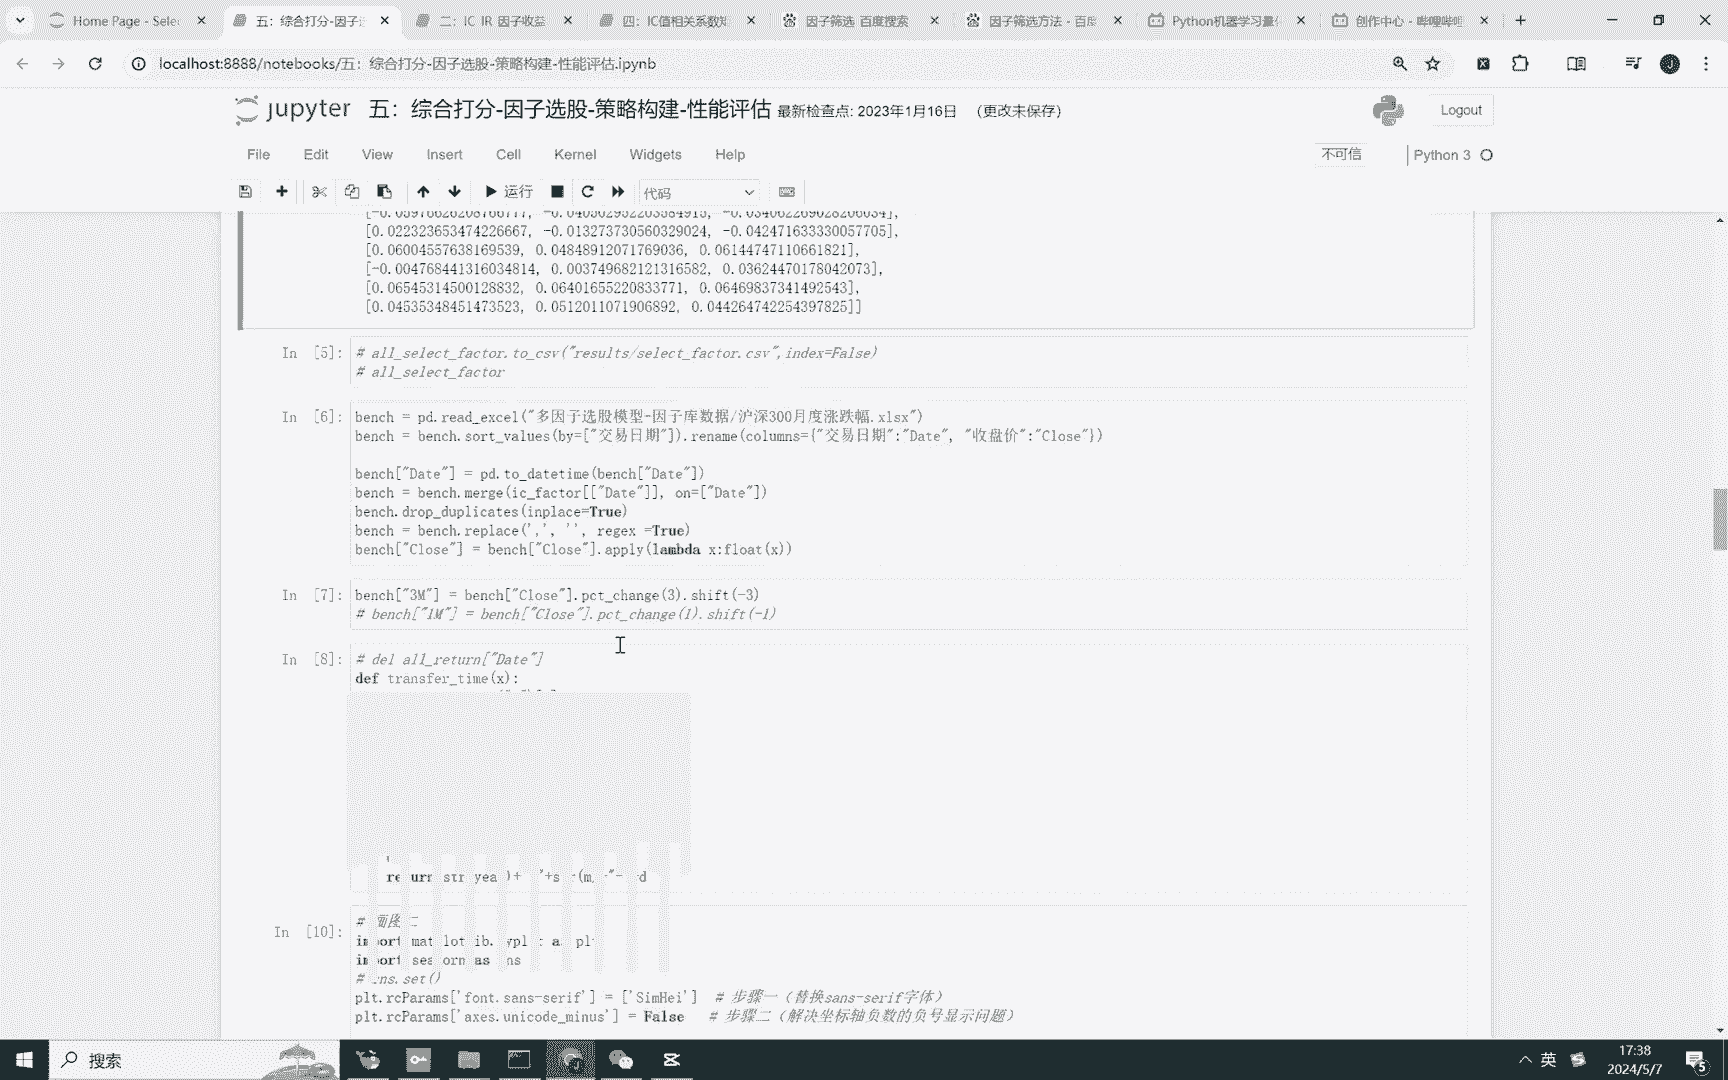 Home Page - Selec
五：综合打分-因子选
二：IC IR 因子收益
四：IC值相关系数矩
因子筛选_百度搜索
因子筛选方法 - 百度
Python机器学习量化
创作中心 - 哔哩哔哩
localhost:8888/notebooks/五：综合打分-因子选股-策略构建-性能评估.ipynb
jupyter 五：综合打分-因子选股-策略构建-性能评估 最后检查点: 2023年1月16日 (更改未保存)
Logout
File Edit View Insert Cell Kernel Widgets Help
不可信
Python 3
运行
代码
[0.022323653474226667, -0.013273730560329024, -0.042471633330057705],
[0.06004557638169539, 0.04848912071769036, 0.06144747110661821],
[-0.004768441316034814, 0.003749682121316582, 0.03624470178042073],
[0.06545314500128832, 0.06401655220833771, 0.06469837341492543],
[0.04535348451473523, 0.0512011071906892, 0.044264742254397825]]
In [5]:
# all_select_factor.to_csv("results/select_factor.csv",index=False)
# all_select_factor
In [6]:
bench = pd.read_excel("多因子选股模型-因子库数据/沪深300月度涨跌幅.xlsx")
bench = bench.sort_values(by=["交易日期"]).rename(columns={"交易日期":"Date", "收盘价":"Close"})
bench["Date"] = pd.to_datetime(bench["Date"])
bench = bench.merge(ic_factor[["Date"]], on=["Date"])
bench.drop_duplicates(inplace=True)
bench = bench.replace(',', '', regex =True)
bench["Close"] = bench["Close"].apply(lambda x:float(x))
In [7]:
bench["3M"] = bench["Close"].pct_change(3).shift(-3)
# bench["1M"] = bench["Close"].pct_change(1).shift(-1)
In [8]:
# del all_return["Date"]
def transfer_time(x):
In [10]:
plt.rcParams['font.sans-serif'] = ['SimHei'] # 步骤一（替换sans-serif字体）
plt.rcParams['axes.unicode_minus'] = False # 步骤二（解决坐标轴负数的负号显示问题）
搜索
英
17:38
2024/5/7
5